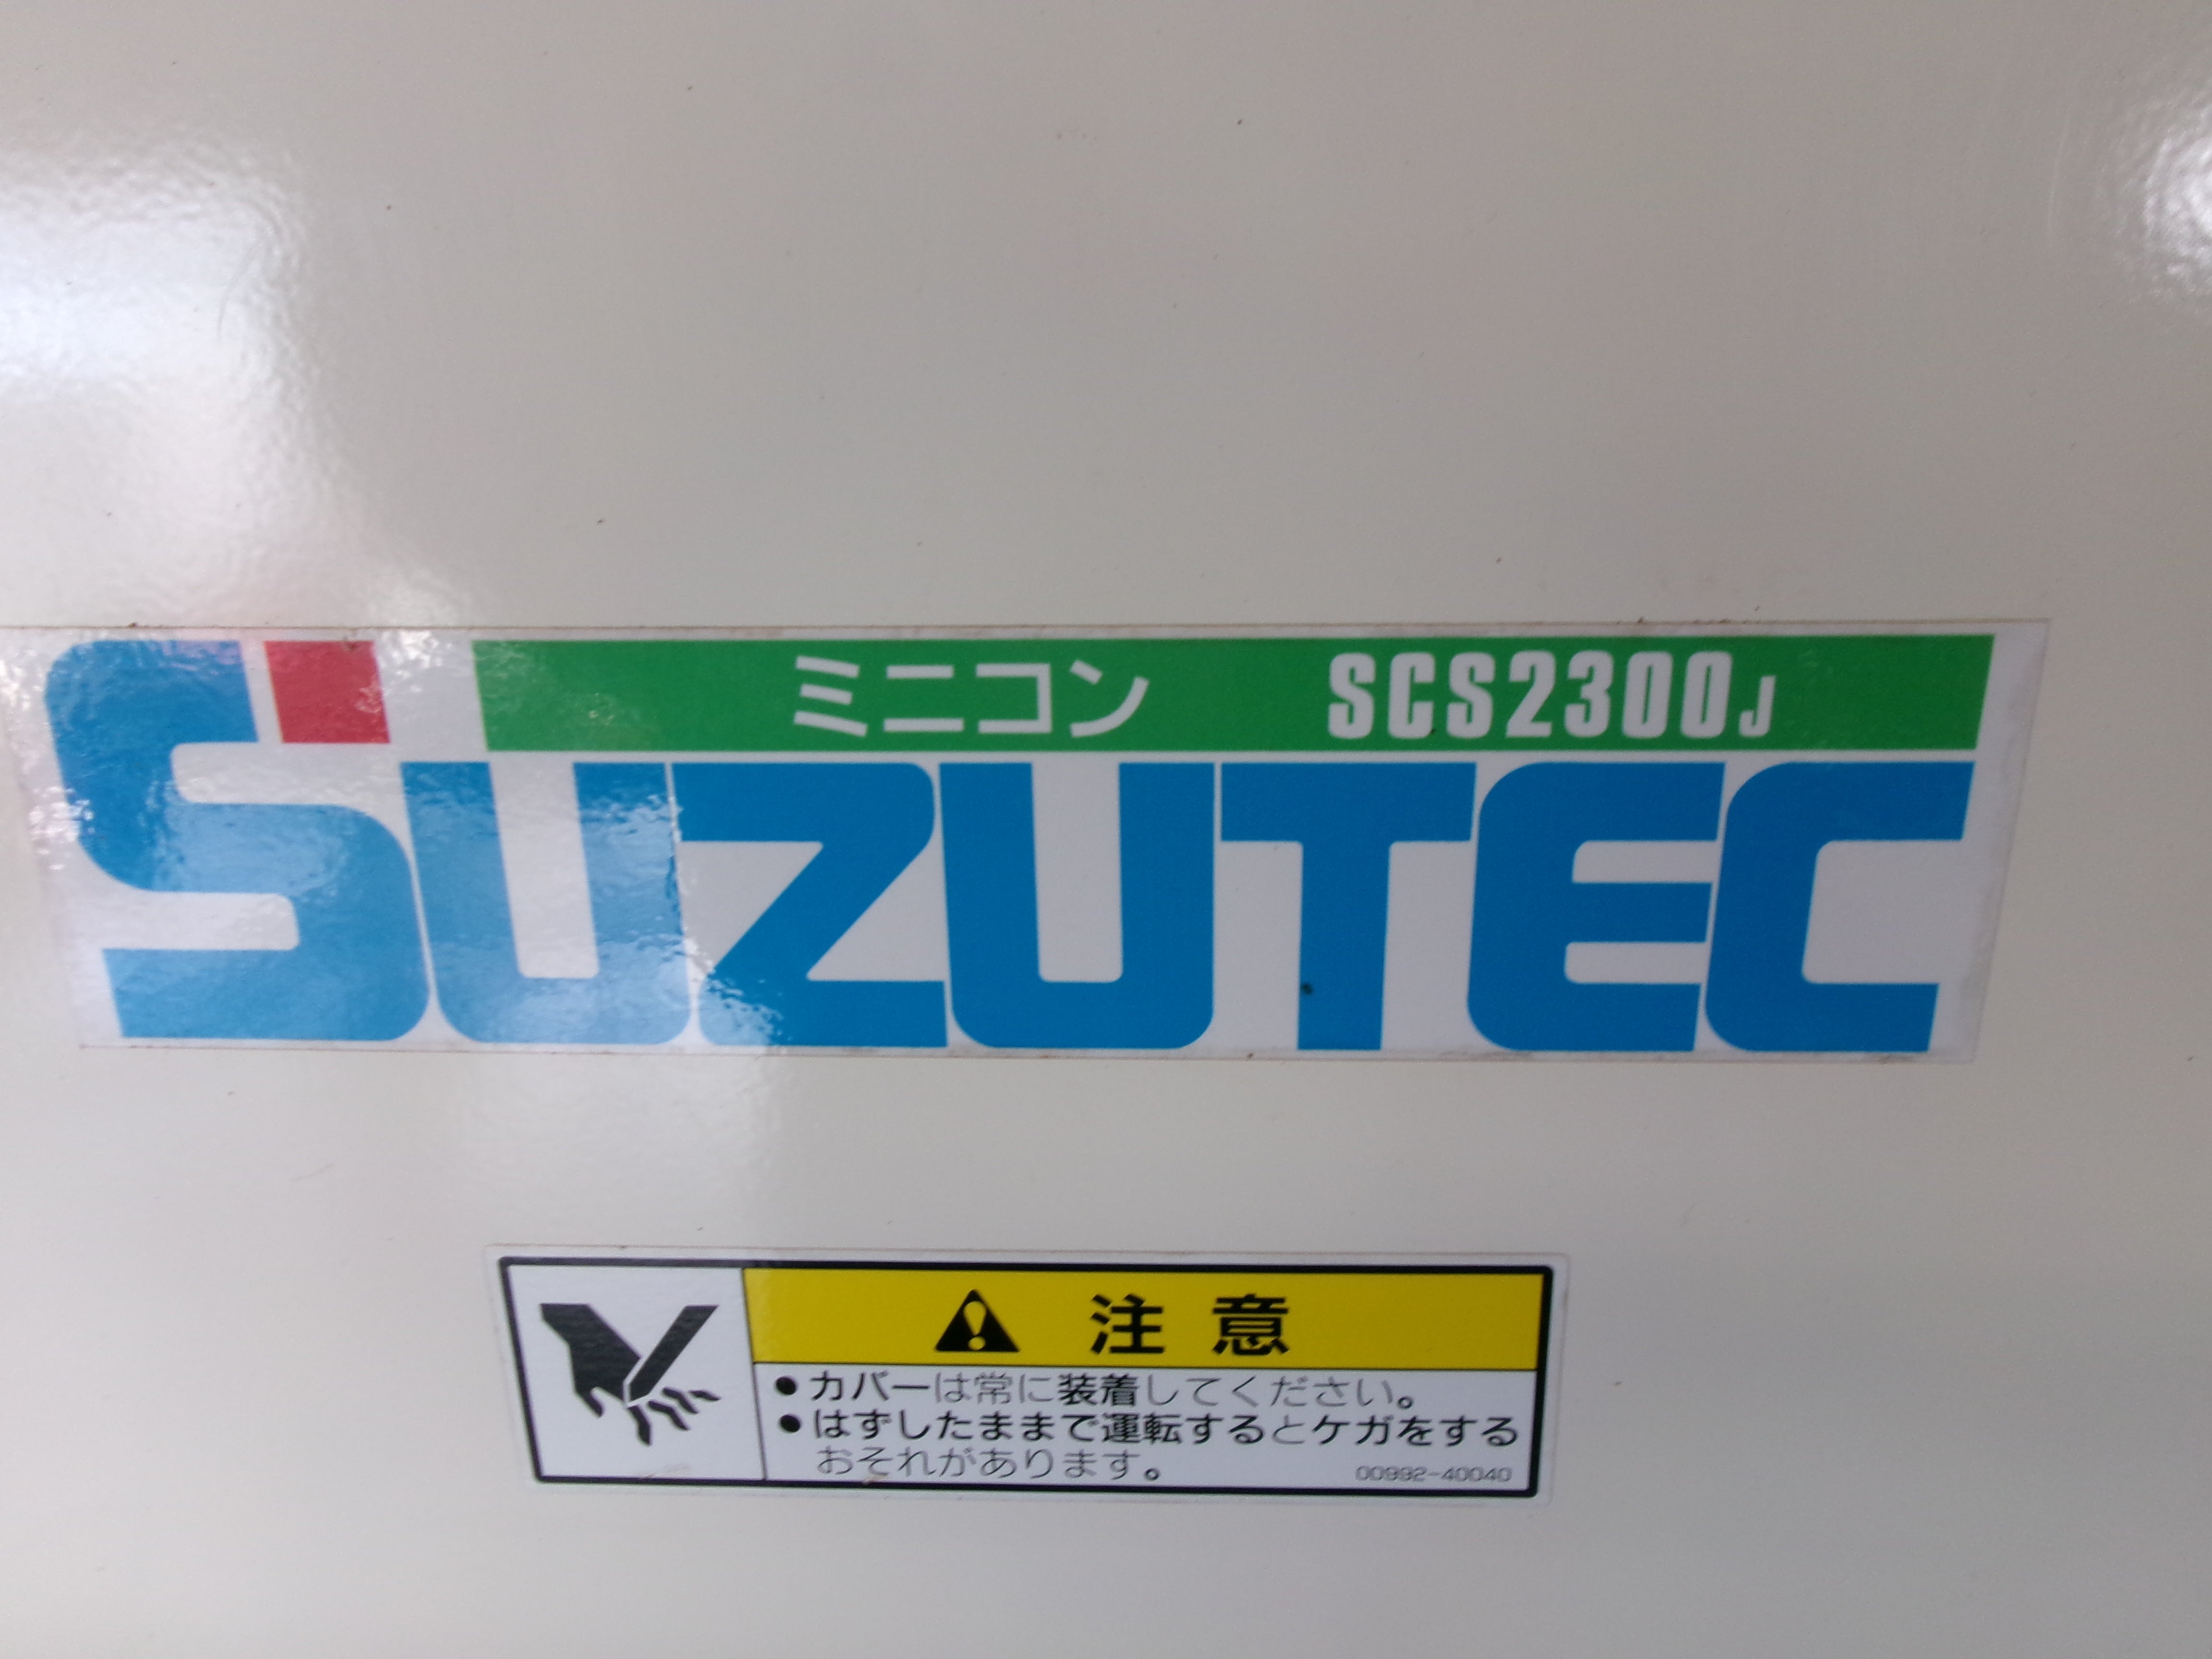 ミニコン SCS2300J
SUZUTEC
注意
●カバーは常に装着してください。
●はずしたままで運転するとケガをする
おそれがあります。
00992-40040